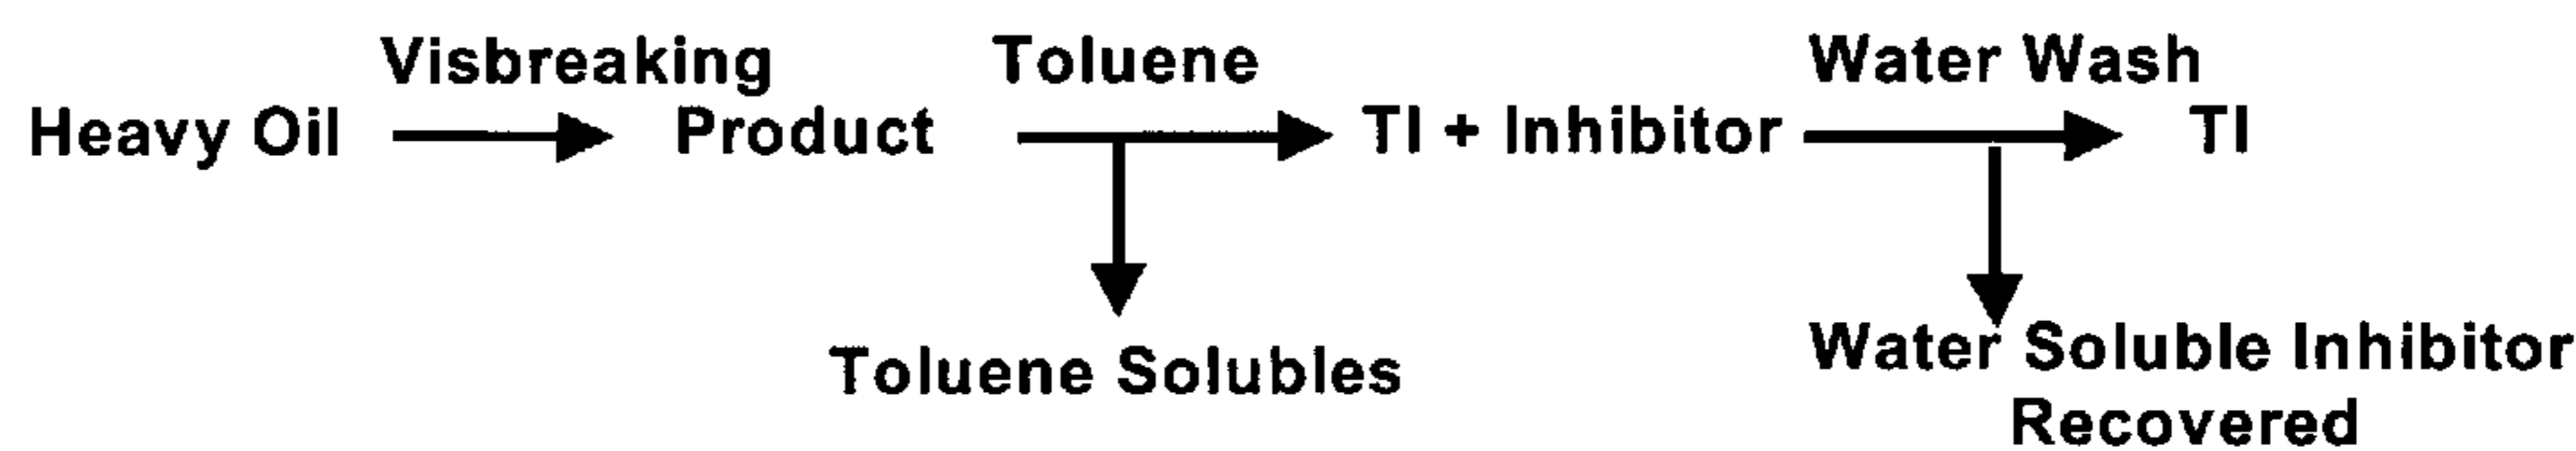 Visbreaking Toluene Water Wash
Heavy Oil Product TI + Inhibitor TI
Toluene Solubles
Water Soluble Inhibitor
Recovered